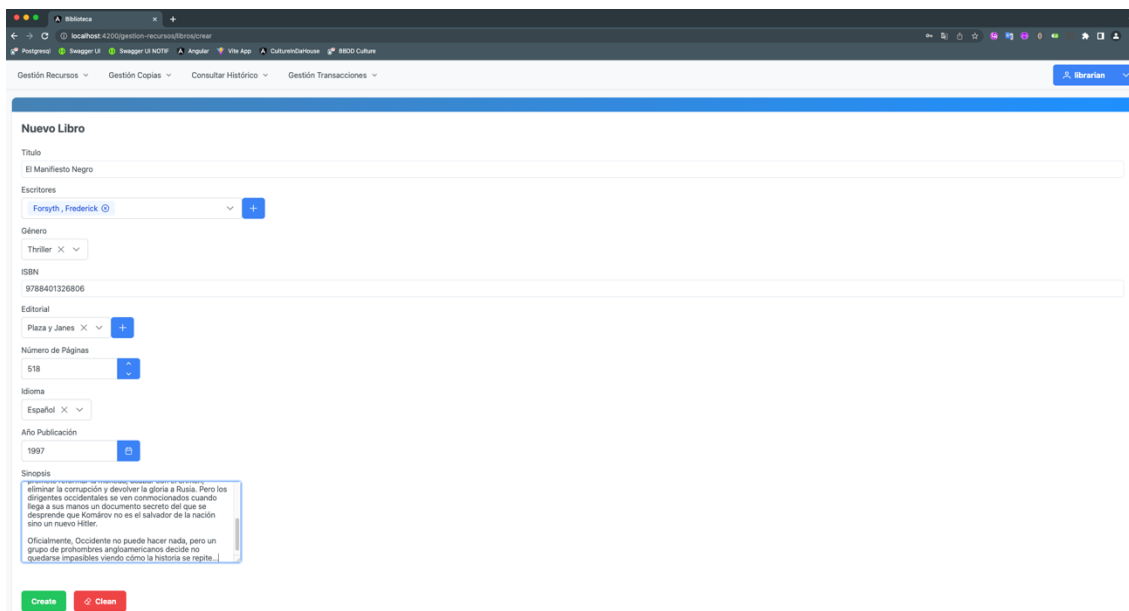 Biblioteca
localhost:4200/gestion-recursos/libros/crear
Postgresql Swagger UI Swagger UI NOTIF Angular Vite App CultureInDaHouse BBDD Culture
Gestión Recursos Gestión Copias Consultar Histórico Gestión Transacciones librarian
Nuevo Libro
Título
El Manifiesto Negro
Escritores
Forsyth , Frederick
Género
Thriller
ISBN
9788401326806
Editorial
Plaza y Janes
Número de Páginas
518
Idioma
Español
Año Publicación
1997
Sinopsis
eliminar la corrupción y devolver la gloria a Rusia. Pero los
dirigentes occidentales se ven conmocionados cuando
llega a sus manos un documento secreto del que se
desprende que Komárov no es el salvador de la nación
sino un nuevo Hitler.
Oficialmente, Occidente no puede hacer nada, pero un
grupo de prohombres angloamericanos decide no
quedarse impasibles viendo cómo la historia se repite...
Create Clean